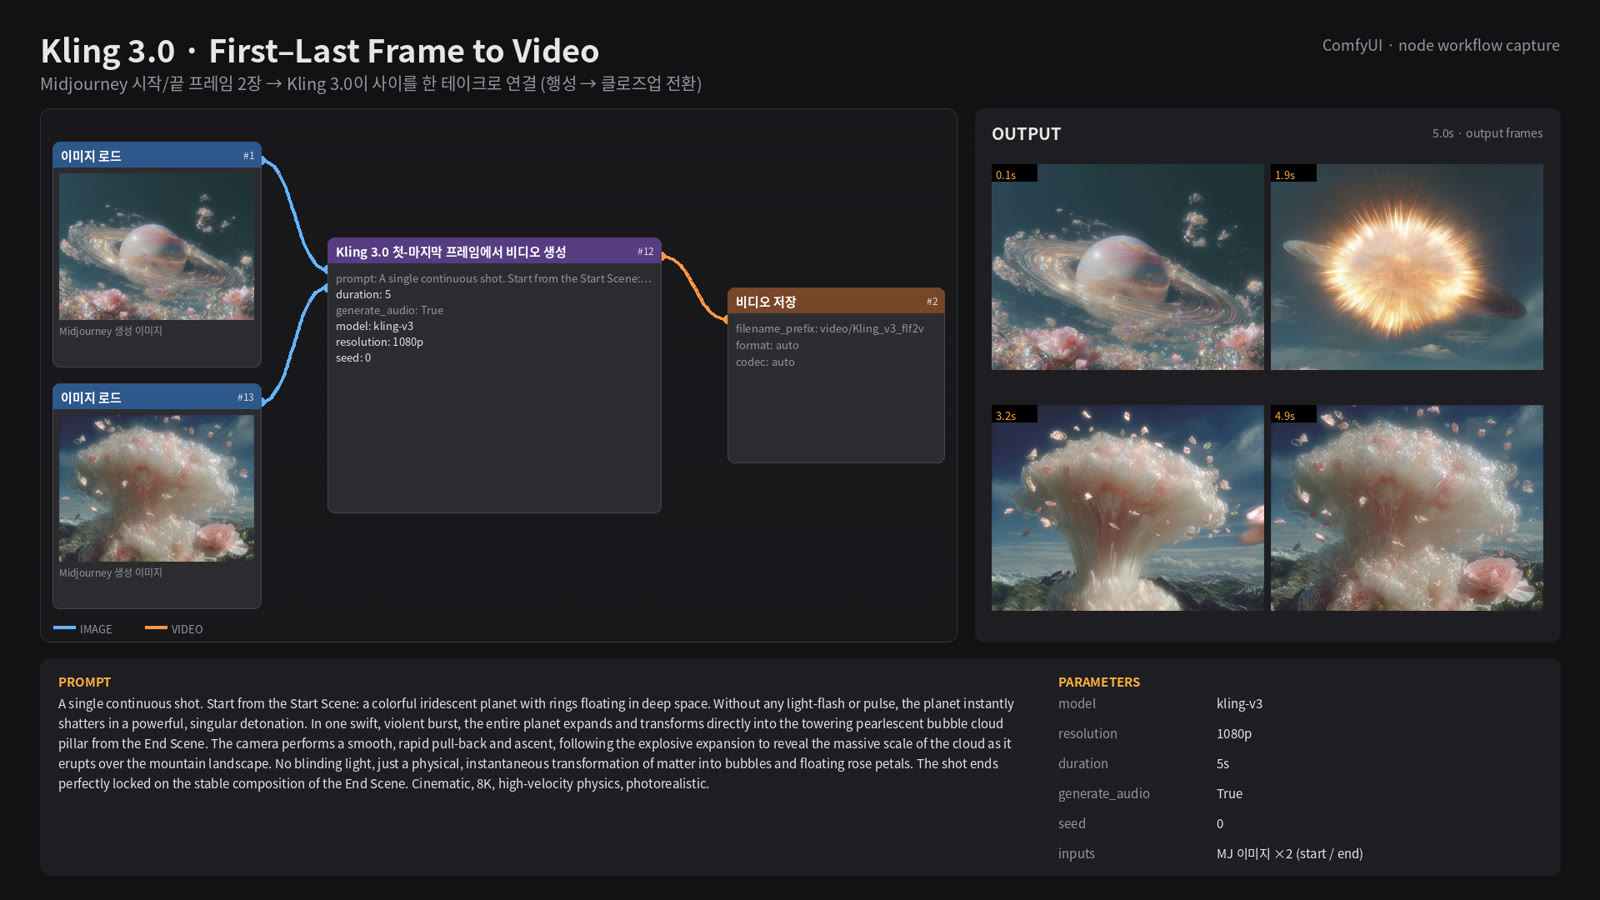 Kling 3.0 · First–Last Frame to Video
ComfyUI · node workflow capture
Midjourney 시작/끝 프레임 2장 → Kling 3.0이 사이를 한 테이크로 연결 (행성 → 클로즈업 전환)
이미지 로드 #1
Midjourney 생성 이미지
이미지 로드 #13
Midjourney 생성 이미지
IMAGE VIDEO
Kling 3.0 첫-마지막 프레임에서 비디오 생성 #12
prompt: A single continuous shot. Start from the Start Scene:...
duration: 5
generate_audio: True
model: kling-v3
resolution: 1080p
seed: 0
비디오 저장 #2
filename_prefix: video/Kling_v3_flf2v
format: auto
codec: auto
OUTPUT
5.0s · output frames
0.1s
1.9s
3.2s
4.9s
PROMPT
A single continuous shot. Start from the Start Scene: a colorful iridescent planet with rings floating in deep space. Without any light-flash or pulse, the planet instantly
shatters in a powerful, singular detonation. In one swift, violent burst, the entire planet expands and transforms directly into the towering pearlescent bubble cloud
pillar from the End Scene. The camera performs a smooth, rapid pull-back and ascent, following the explosive expansion to reveal the massive scale of the cloud as it
erupts over the mountain landscape. No blinding light, just a physical, instantaneous transformation of matter into bubbles and floating rose petals. The shot ends
perfectly locked on the stable composition of the End Scene. Cinematic, 8K, high-velocity physics, photorealistic.
PARAMETERS
model kling-v3
resolution 1080p
duration 5s
generate_audio True
seed 0
inputs MJ 이미지 ×2 (start / end)